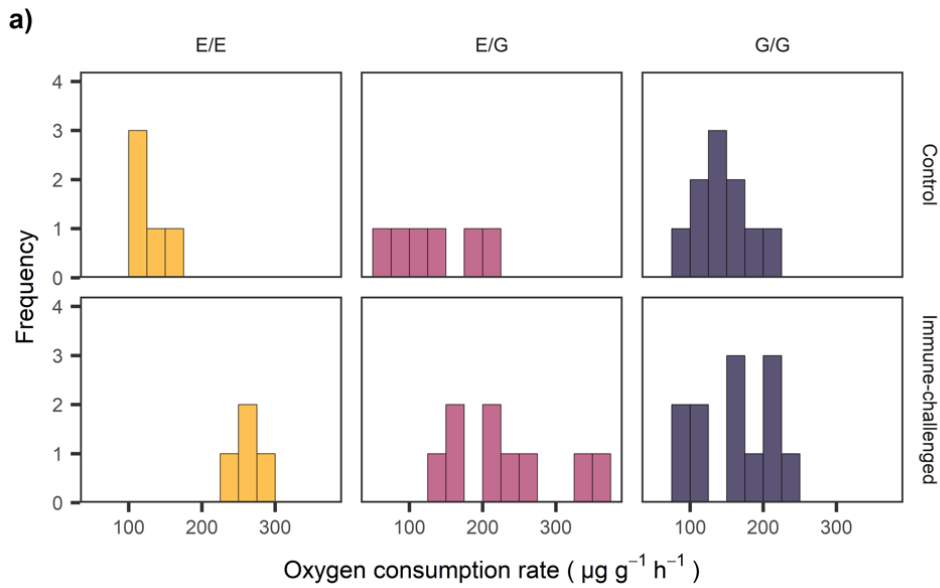 a)
E/E E/G G/G
4
3
2
1
0
Control
4
3
2
1
0
Immune-challenged
Frequency
100 200 300 100 200 300 100 200 300
Oxygen consumption rate ( µg g⁻¹ h⁻¹ )